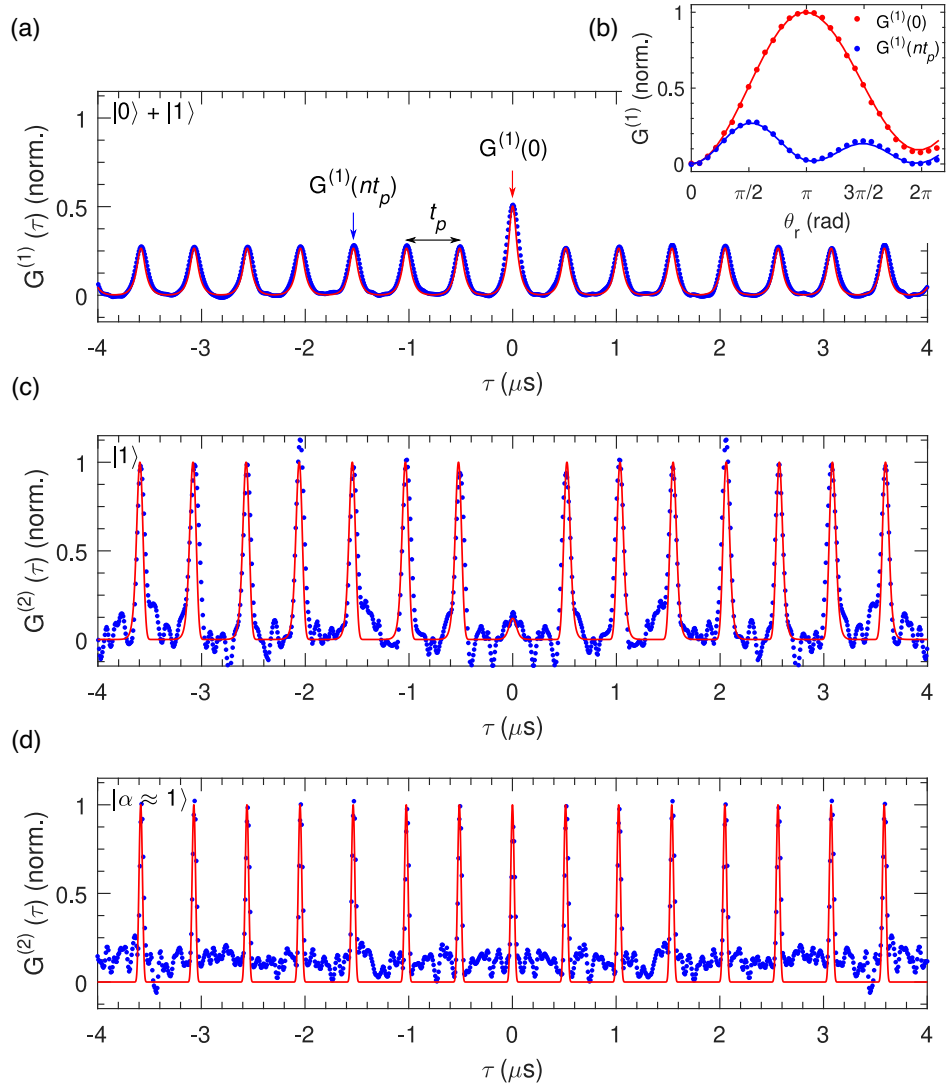 (a)
|0⟩ + |1⟩
G(1) (τ) (norm.)
1
0.5
0
G(1)(ntp)
tp
G(1)(0)
-4 -3 -2 -1 0 1 2 3 4
τ (μs)
(b)
G(1) (norm.)
1
0.5
0
G(1)(0)
G(1)(ntp)
0 π/2 π 3π/2 2π
θr (rad)
(c)
|1⟩
G(2) (τ) (norm.)
1
0.5
0
-4 -3 -2 -1 0 1 2 3 4
τ (μs)
(d)
|α ≈ 1⟩
G(2) (τ) (norm.)
1
0.5
0
-4 -3 -2 -1 0 1 2 3 4
τ (μs)